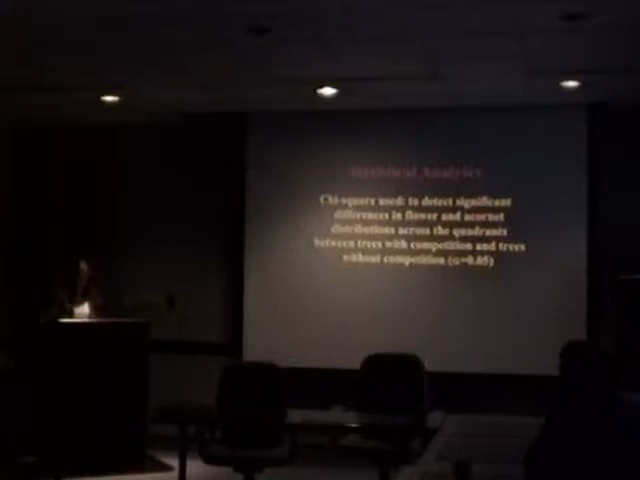 Statistical Analyses
Chi-square used: to detect significant
differences in flower and acornet
distributions across the quadrants
between trees with competition and trees
without competition (α=0.05)